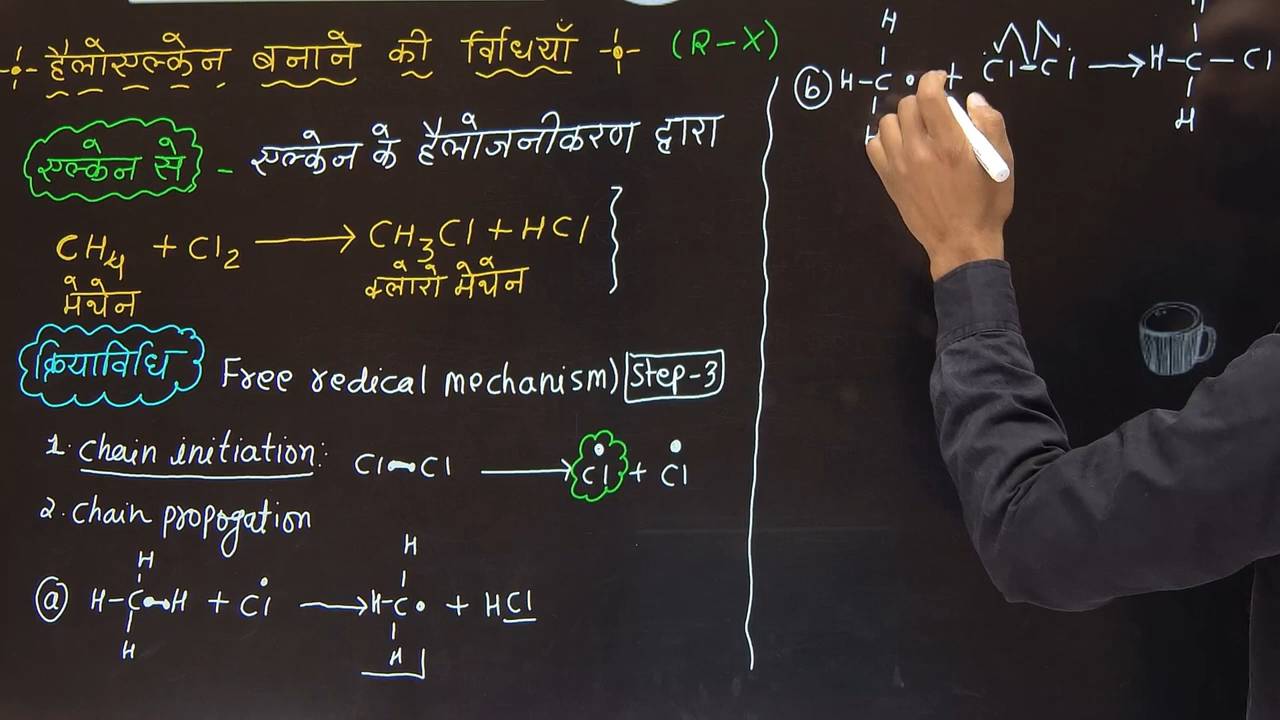 हैलोएल्केन बनाने की विधियाँ (R-X)
एल्केन से - एल्केन के हैलोजनीकरण द्वारा
CH4 + Cl2 → CH3Cl + HCl
मेथेन क्लोरो मेथेन
क्रियाविधि Free redical mechanism) Step-3
1. Chain initiation: Cl-Cl → Cl + Cl
2. Chain propogation
H H
(a) H-C-H + Cl → H-C• + HCl
H H
H H
(b) H-C • + Cl-Cl → H-C-Cl
H H